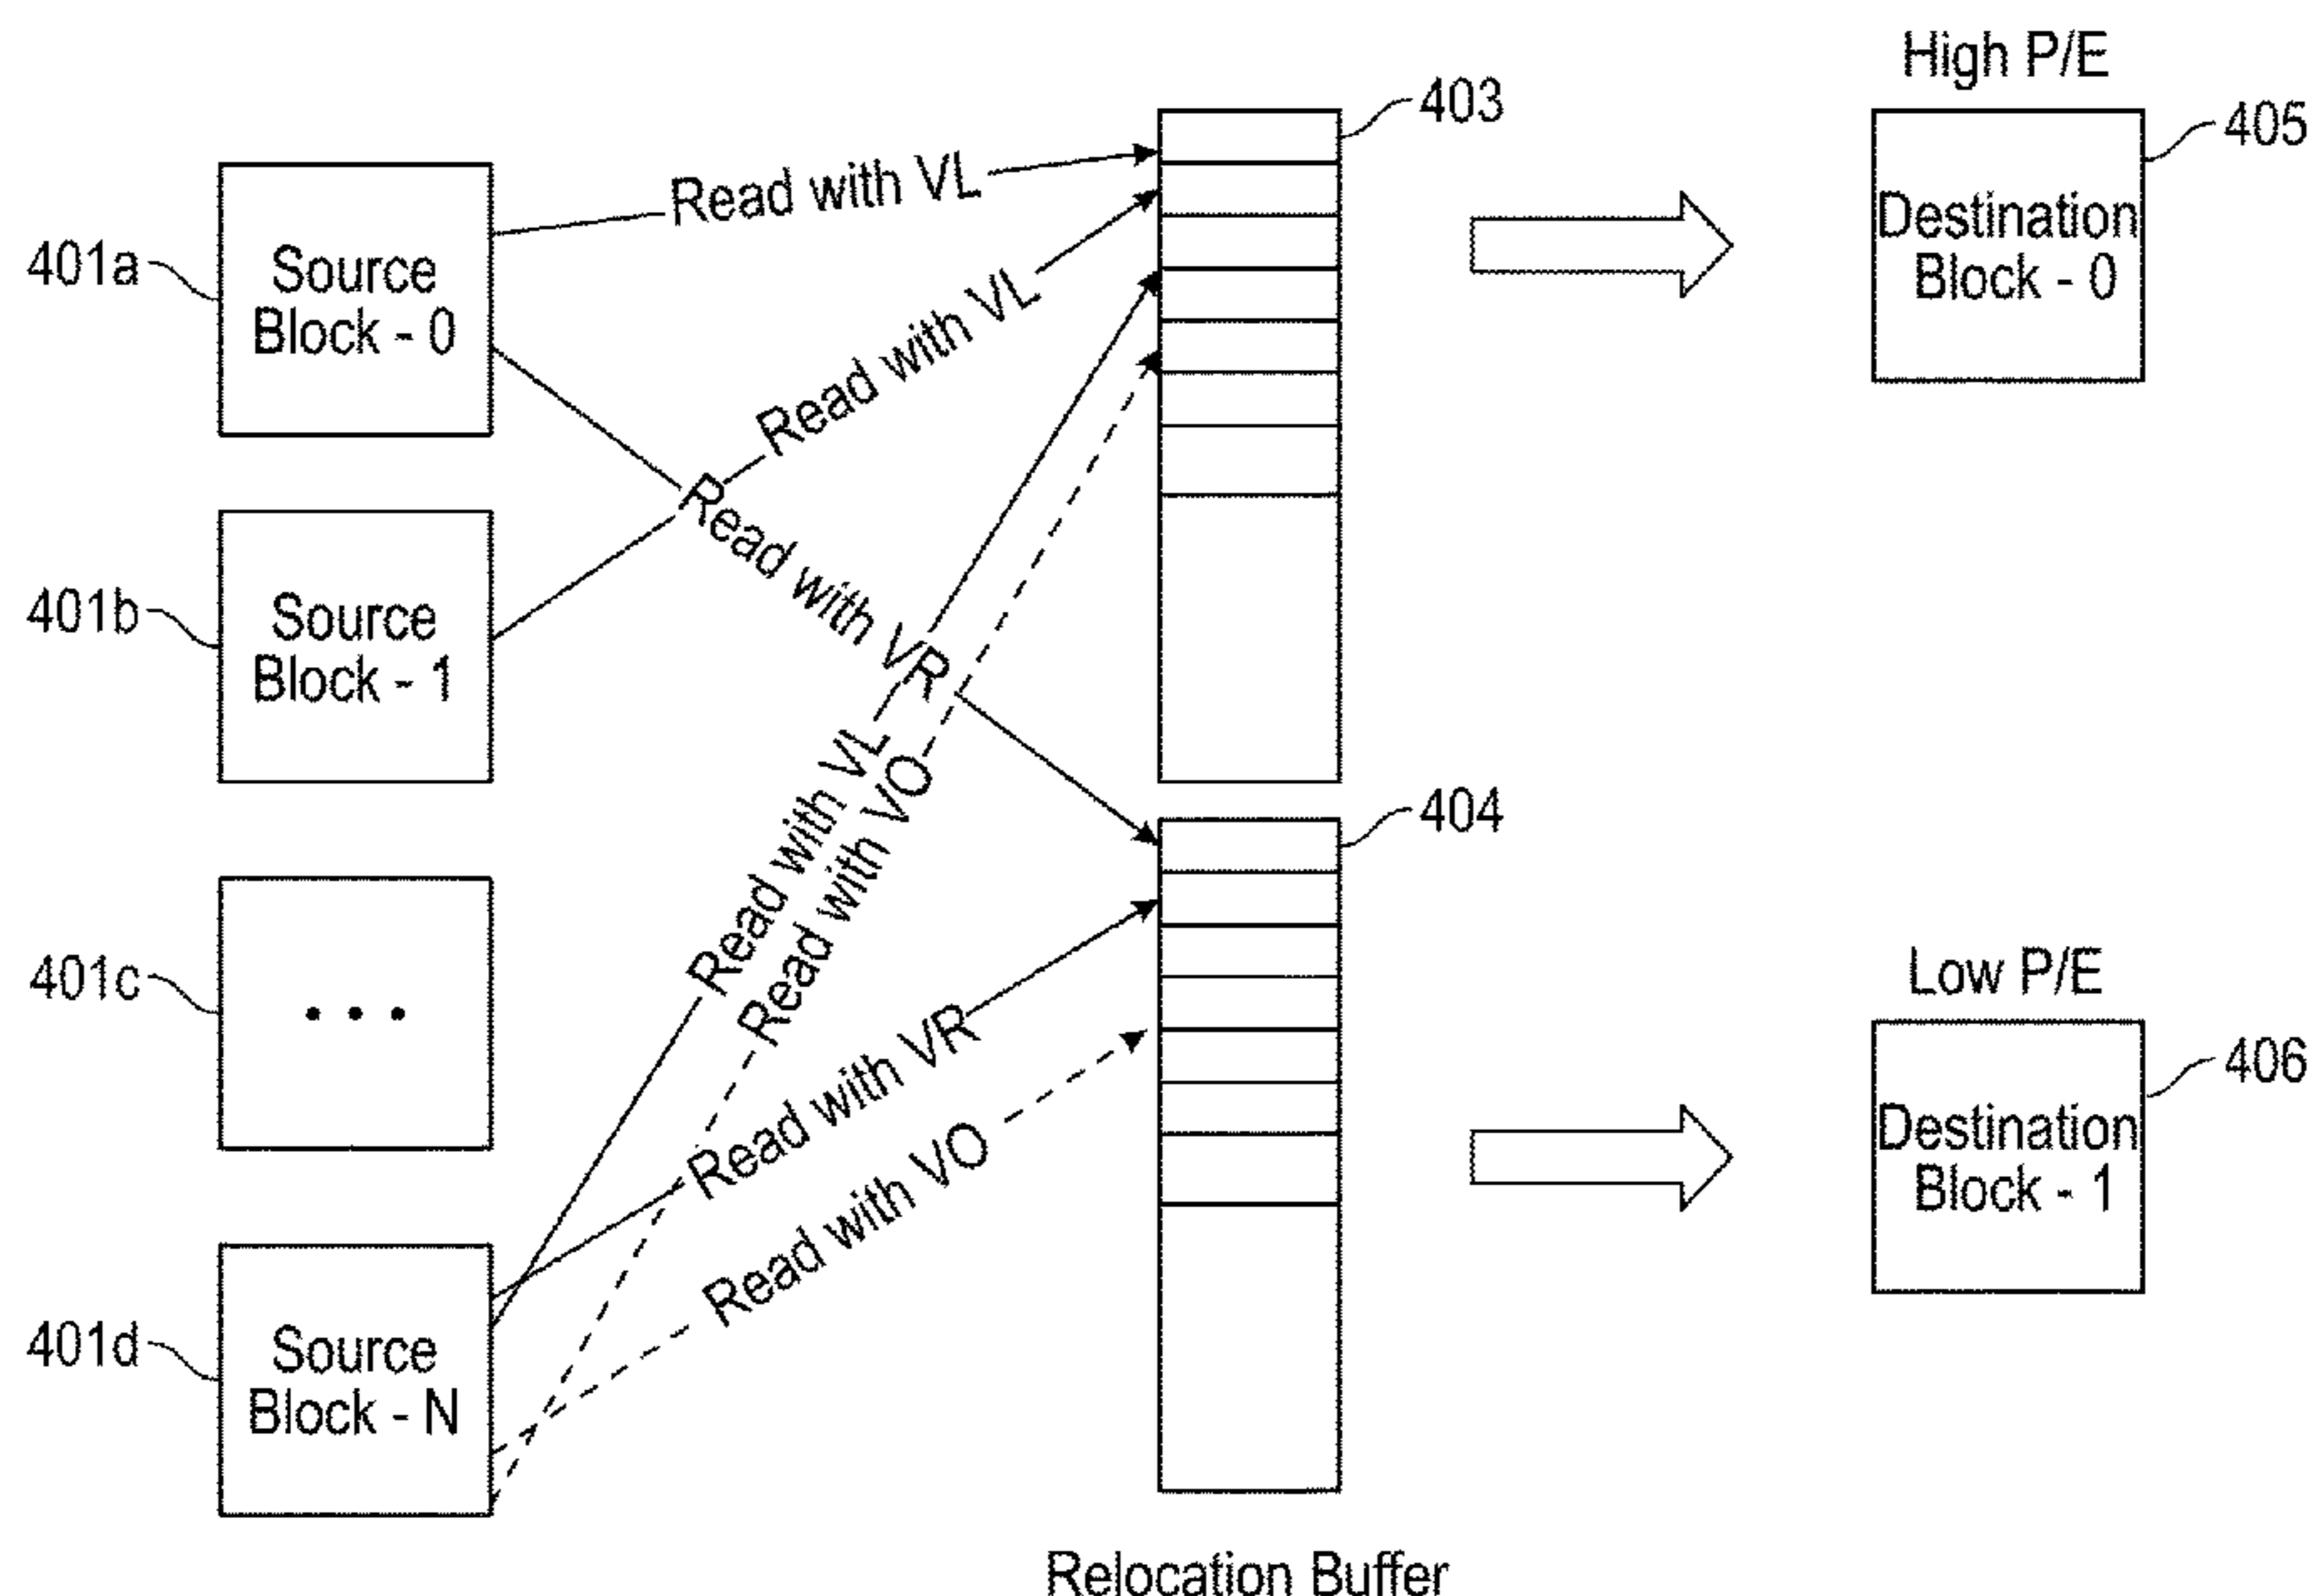 High P/E
403
405
Read with VL
Destination
Block - 0
401a
Source
Block - 0
Read with VL
Read with VR
401b
Source
Block - 1
Read with VL
Read with VO
404
401c
• • •
Low P/E
Read with VR
406
Destination
Block - 1
Read with VO
401d
Source
Block - N
Relocation Buffer